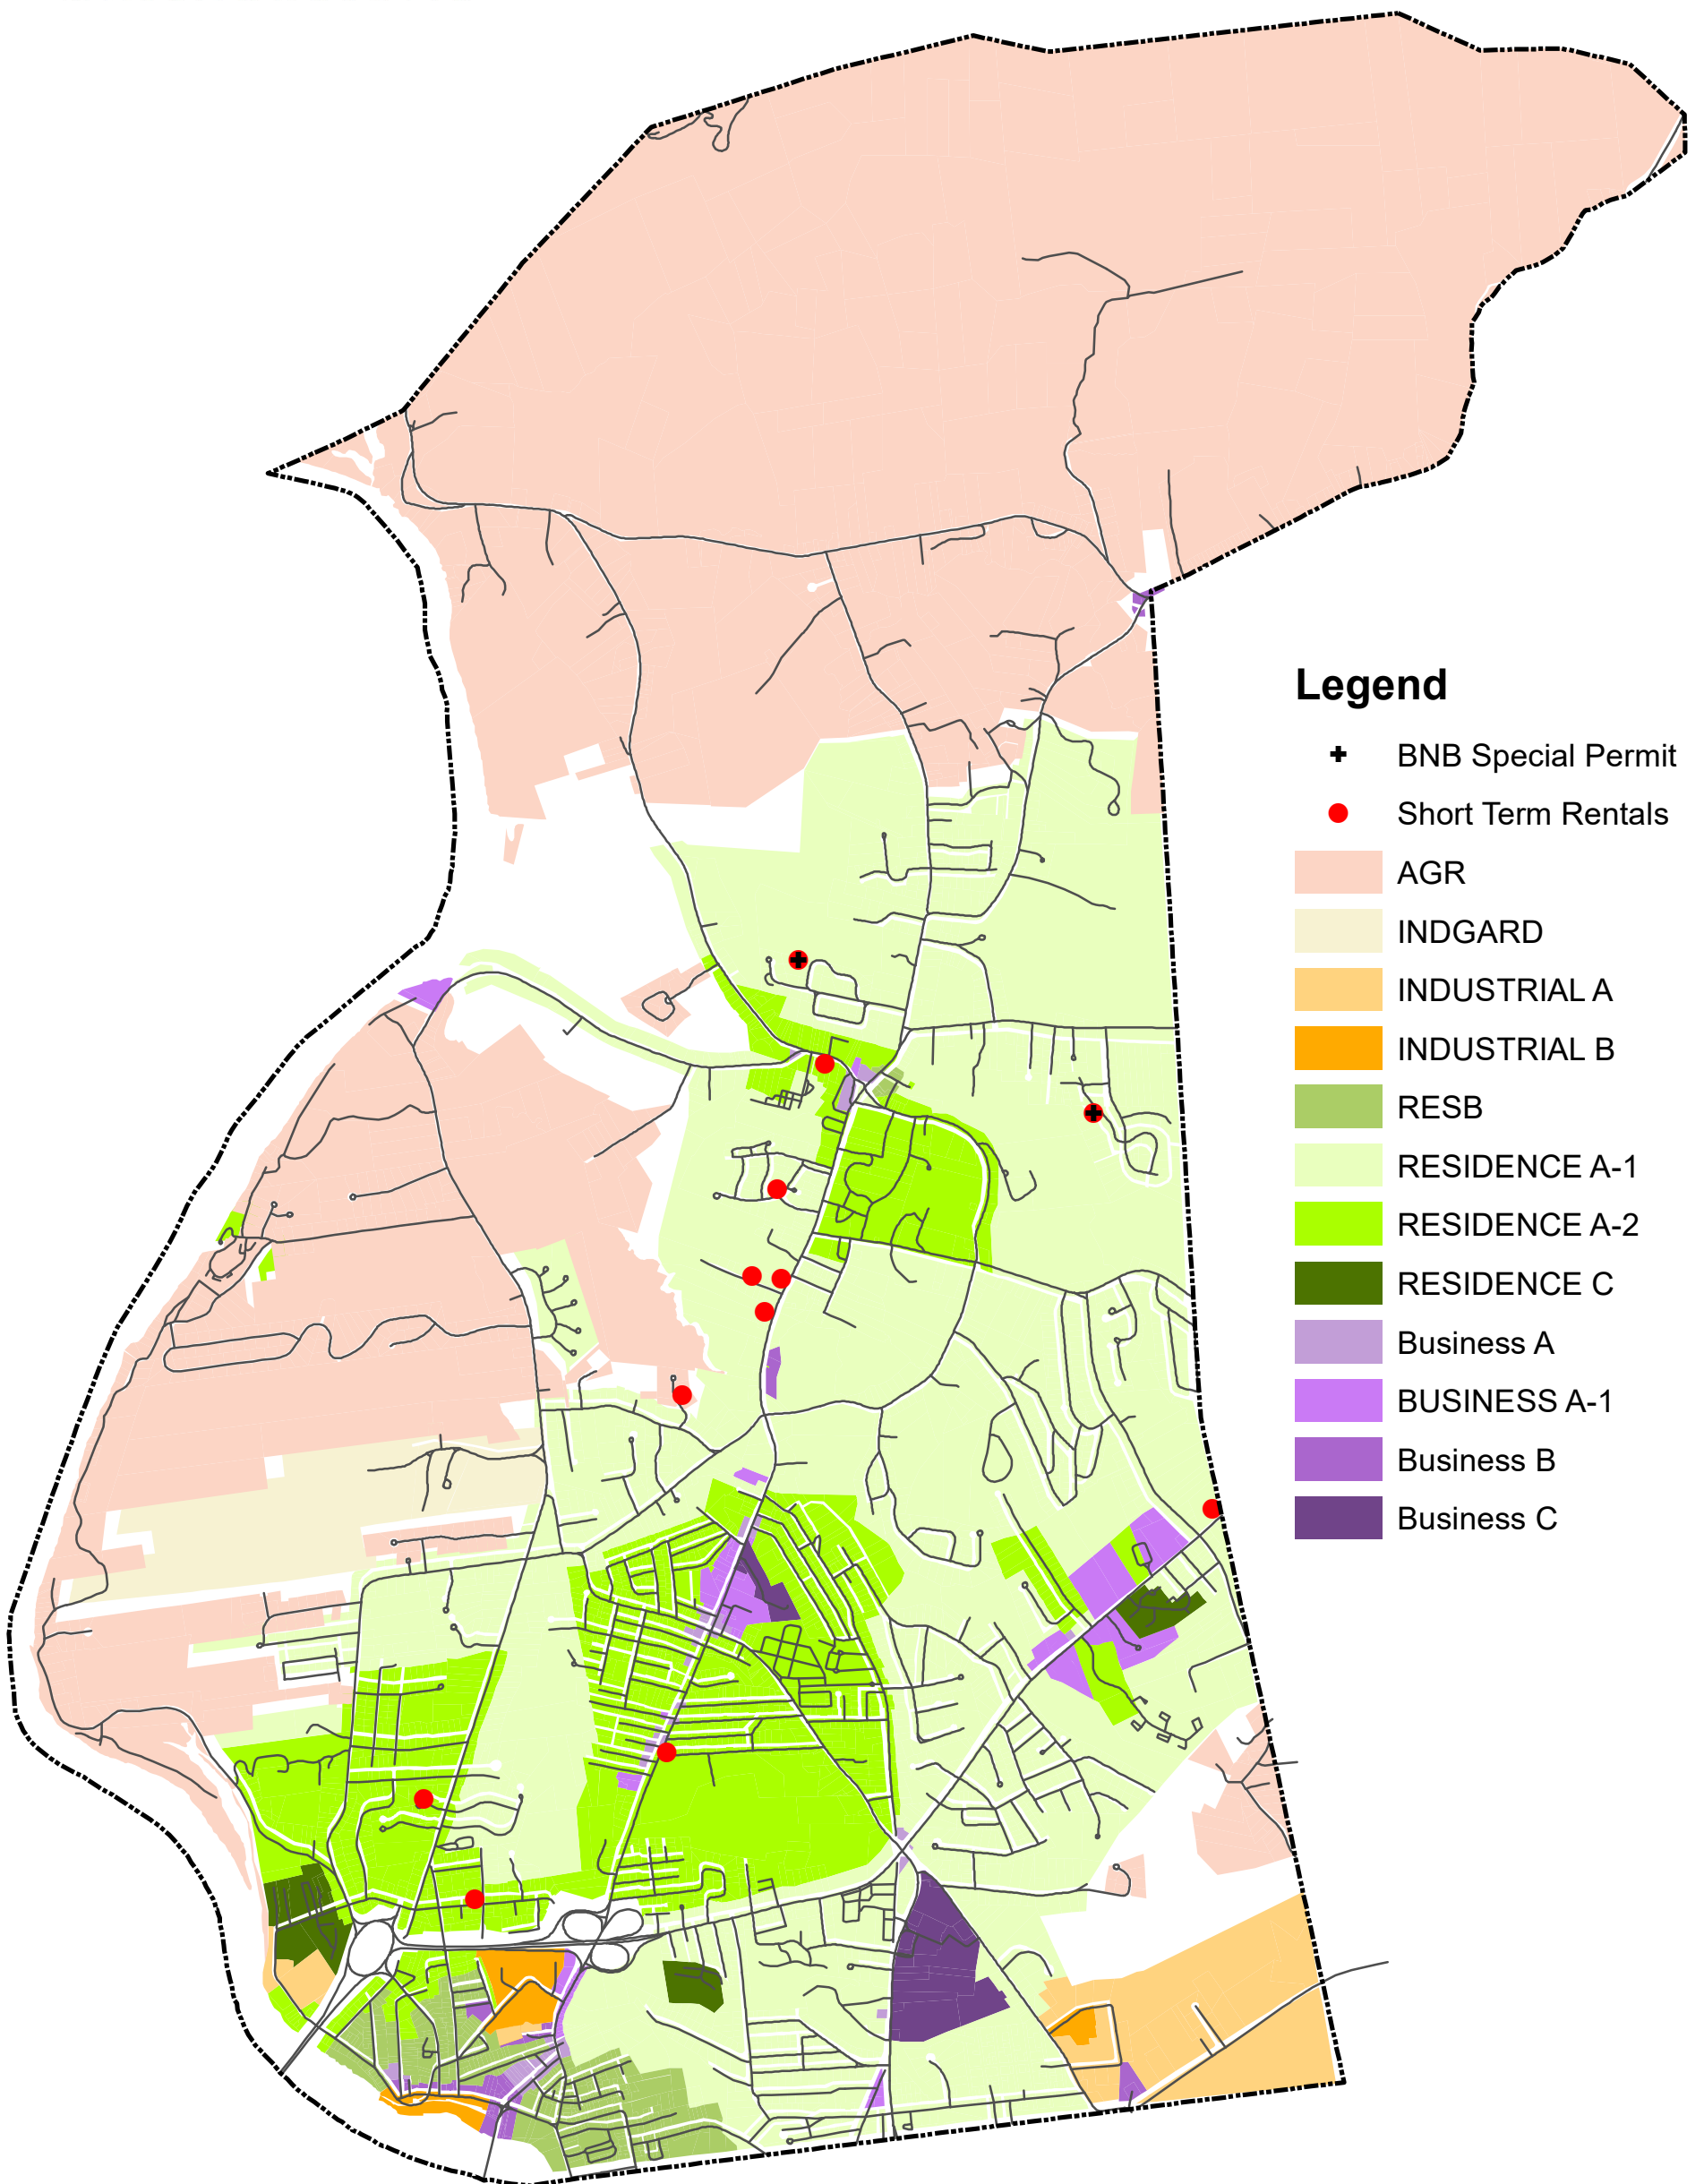 Legend
BNB Special Permit
Short Term Rentals
AGR
INDGARD
INDUSTRIAL A
INDUSTRIAL B
RESB
RESIDENCE A-1
RESIDENCE A-2
RESIDENCE C
Business A
BUSINESS A-1
Business B
Business C